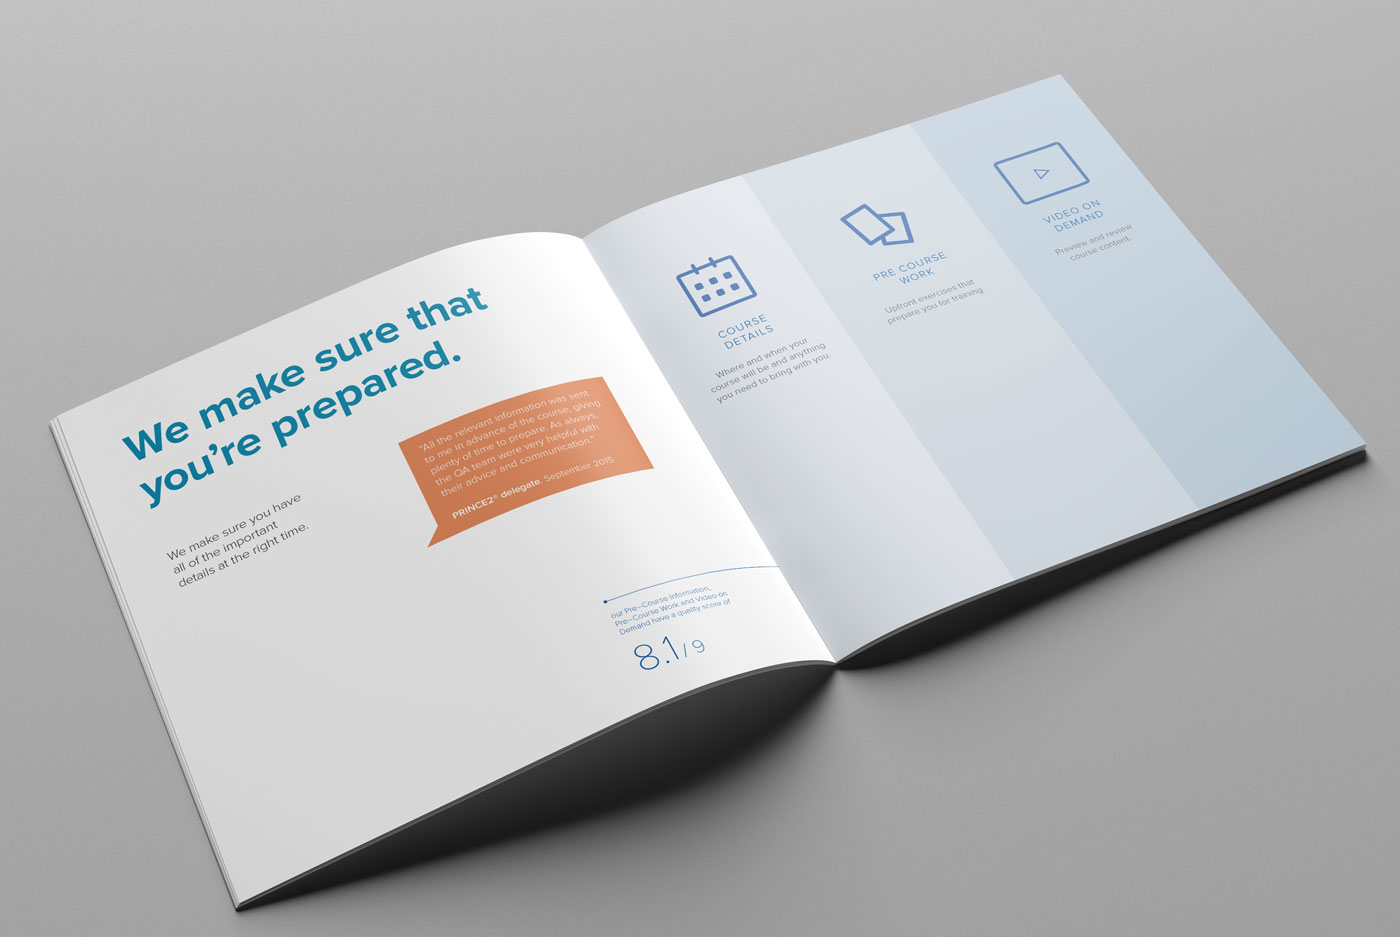 We make sure that
you're prepared.
We make sure you have
all of the important
details at the right time.
"All the relevant information was sent
to me in advance of the course, giving
plenty of time to prepare. As always,
the QA team were very helpful with
their advice and communication."
PRINCE2® delegate. September 2015
our Pre-Course Information,
Pre-Course Work and Video on
Demand have a quality score of
8.1/9
COURSE
DETAILS
Where and when your
course will be and anything
you need to bring with you.
PRE COURSE
WORK
Upfront exercises that
prepare you for training.
VIDEO ON
DEMAND
Preview and review
course content.